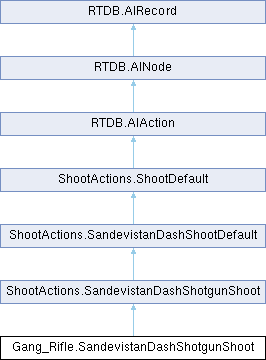 RTDB.AIRecord
RTDB.AINode
RTDB.AIAction
ShootActions.ShootDefault
ShootActions.SandevistanDashShootDefault
ShootActions.SandevistanDashShotgunShoot
Gang_Rifle.SandevistanDashShotgunShoot